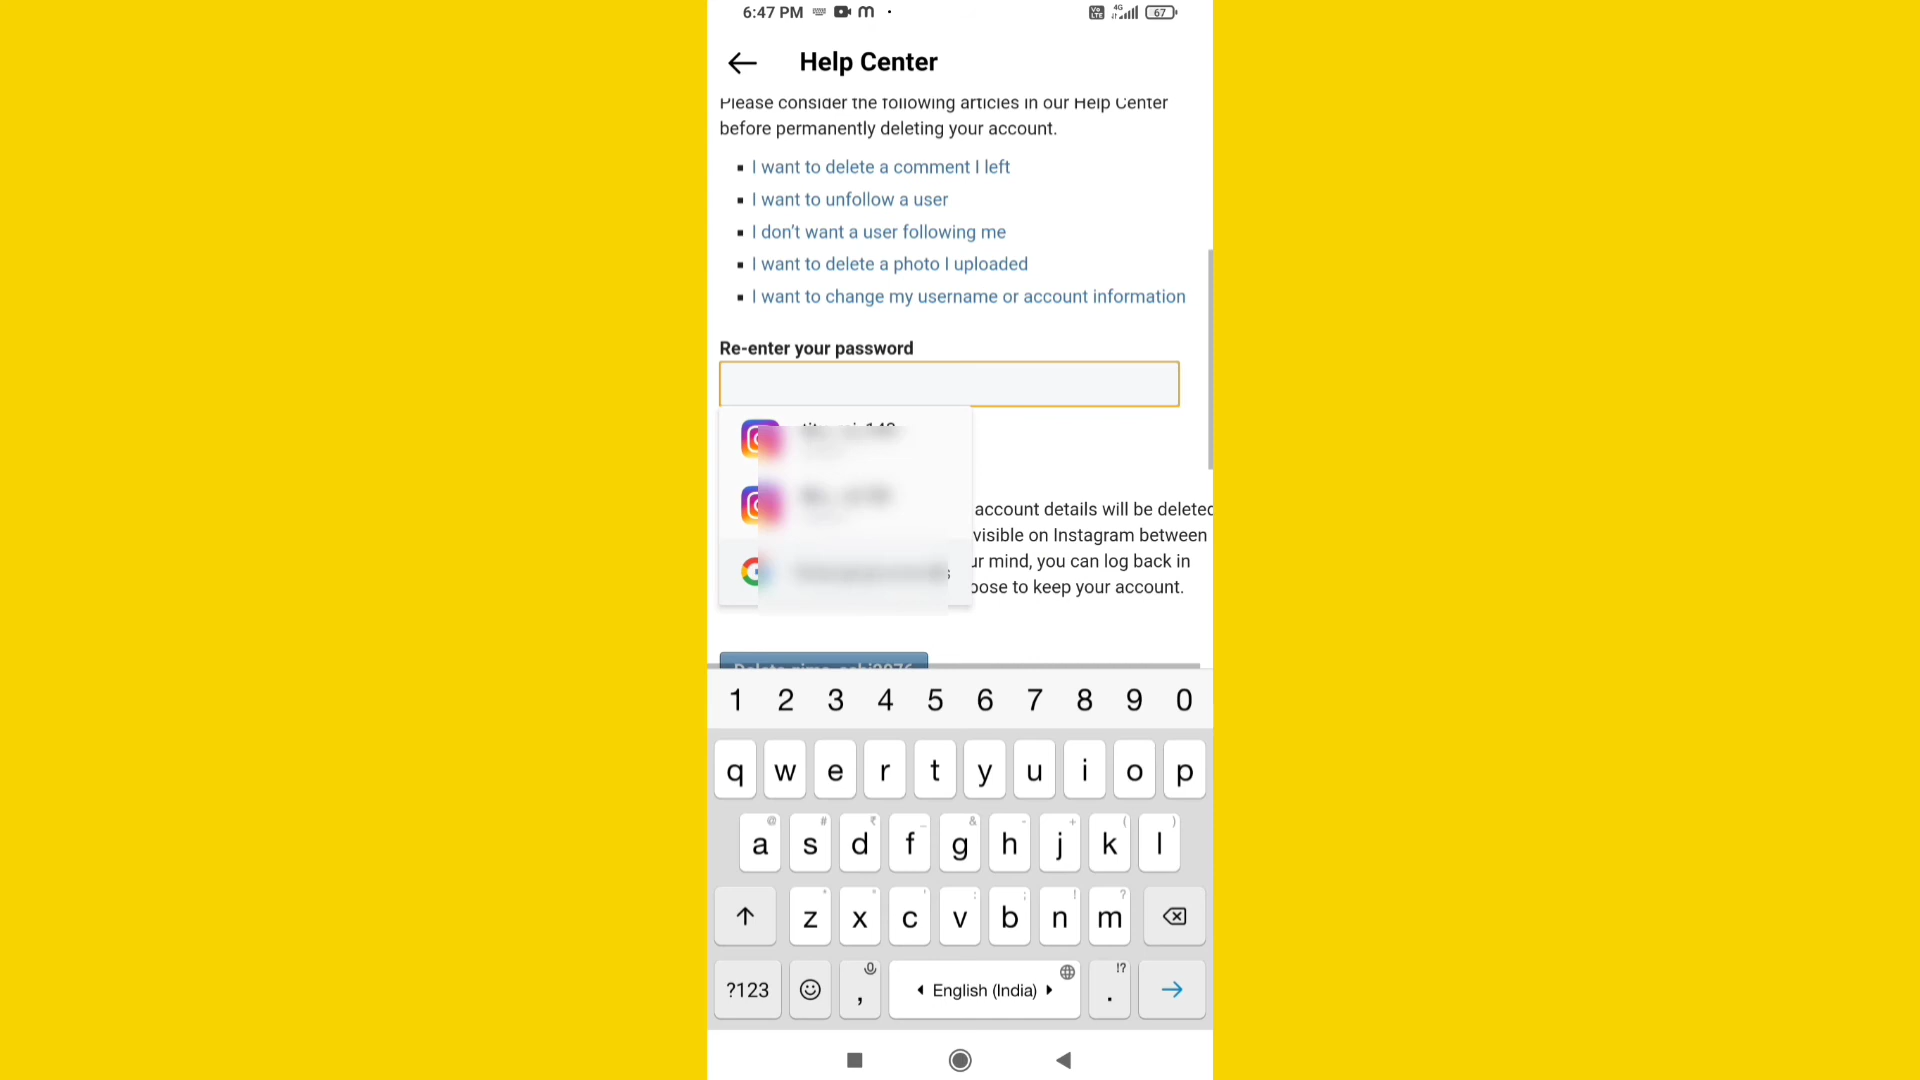 6:47 PM
4G
67
Help Center
Please consider the following articles in our Help Center
before permanently deleting your account.
I want to delete a comment I left
I want to unfollow a user
I don't want a user following me
I want to delete a photo I uploaded
I want to change my username or account information
Re-enter your password
account details will be deleted
visible on Instagram between
ur mind, you can log back in
oose to keep your account.
Delete
1 2 3 4 5 6 7 8 9 0
q w e r t y u i o p
@ # ₹ _ & - + ( )
a s d f g h j k l
* " ' : ; ! ?
z x c v b n m
?123 , English (India) . !?